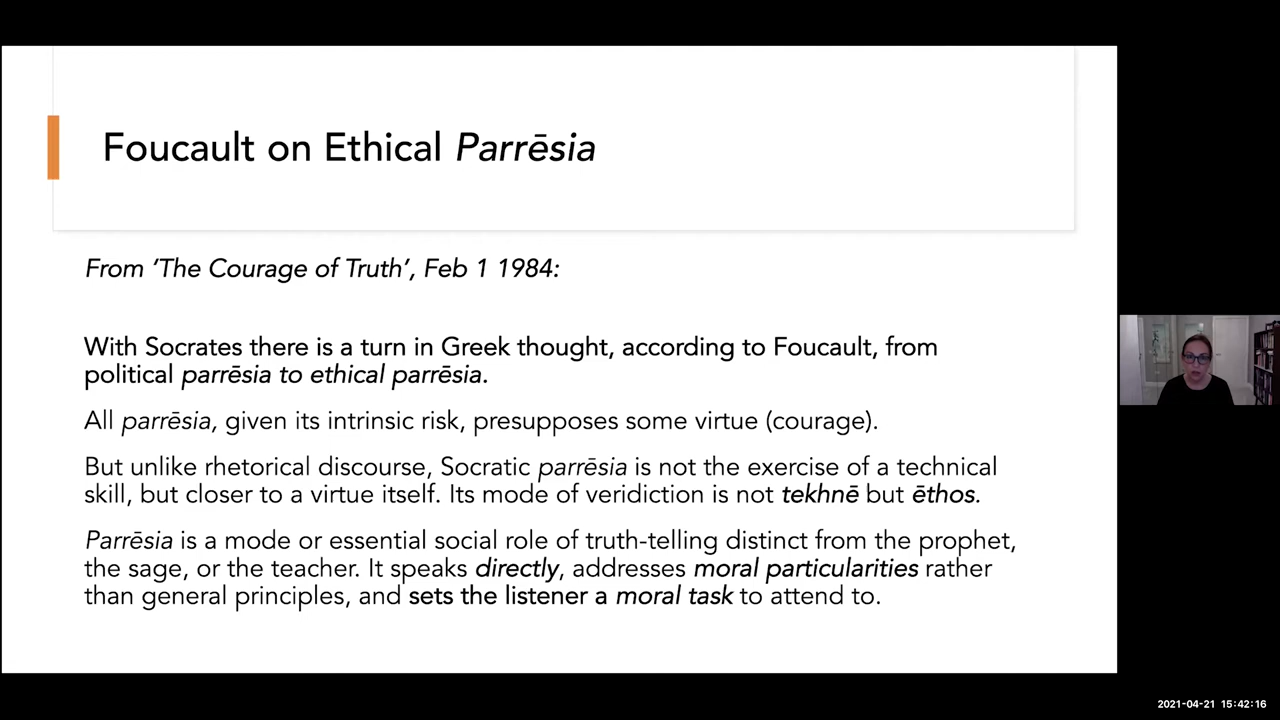 Foucault on Ethical Parrēsia
From ‘The Courage of Truth’, Feb 1 1984:
With Socrates there is a turn in Greek thought, according to Foucault, from
political parrēsia to ethical parrēsia.
All parrēsia, given its intrinsic risk, presupposes some virtue (courage).
But unlike rhetorical discourse, Socratic parrēsia is not the exercise of a technical
skill, but closer to a virtue itself. Its mode of veridiction is not tekhnē but ēthos.
Parrēsia is a mode or essential social role of truth-telling distinct from the prophet,
the sage, or the teacher. It speaks directly, addresses moral particularities rather
than general principles, and sets the listener a moral task to attend to.
2021-04-21 15:42:16